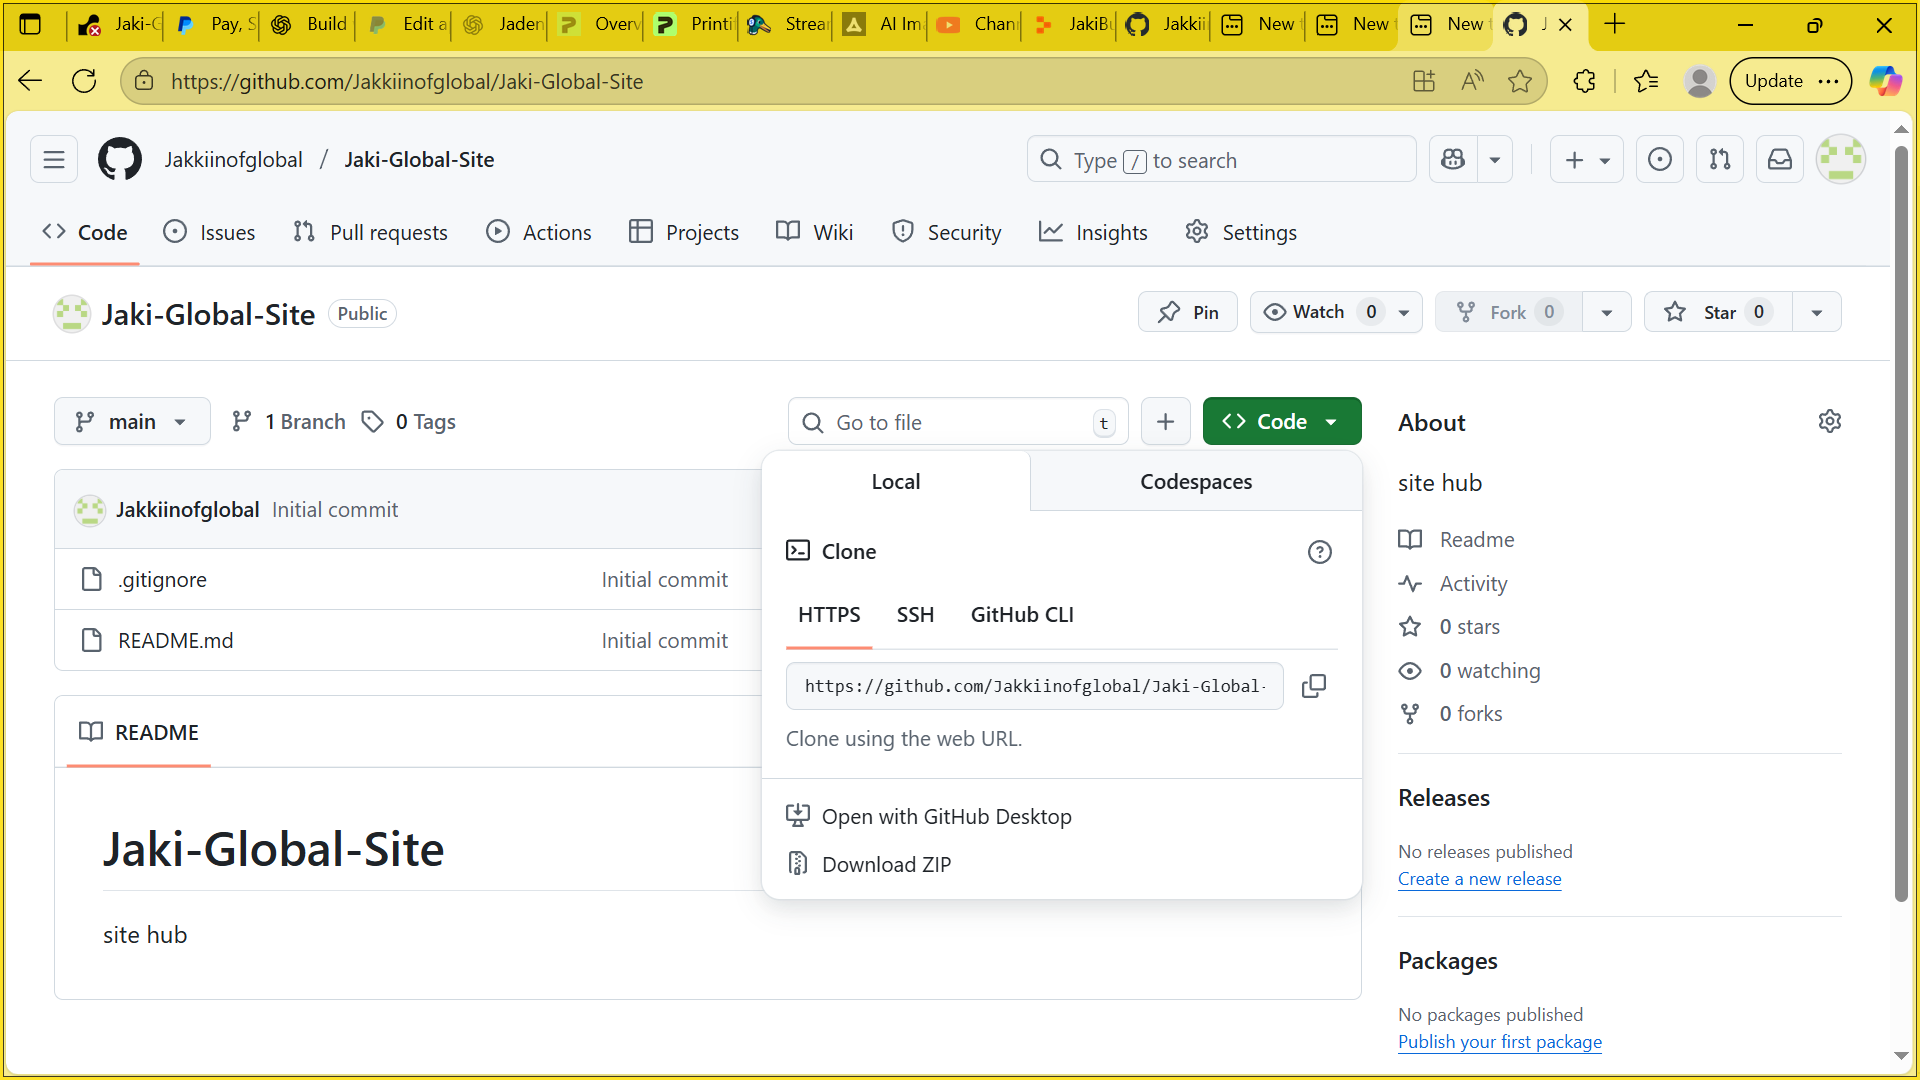 Jaki-G
Pay, S
Build
Edit a
Jaden
Overv
Printif
Strear
AI Ima
Chan
JakiBu
Jakkii
New t
New t
New t
J
https://github.com/Jakkiinofglobal/Jaki-Global-Site
Update
Jakkiinofglobal / Jaki-Global-Site
Type / to search
Code
Issues
Pull requests
Actions
Projects
Wiki
Security
Insights
Settings
Jaki-Global-Site Public
Pin
Watch 0
Fork 0
Star 0
main
1 Branch
0 Tags
Go to file t
Code
About
site hub
Readme
Activity
0 stars
0 watching
0 forks
Jakkiinofglobal Initial commit
.gitignore Initial commit
README.md Initial commit
Local
Codespaces
Clone
HTTPS SSH GitHub CLI
https://github.com/Jakkiinofglobal/Jaki-Global-
Clone using the web URL.
Open with GitHub Desktop
Download ZIP
README
Jaki-Global-Site
site hub
Releases
No releases published
Create a new release
Packages
No packages published
Publish your first package